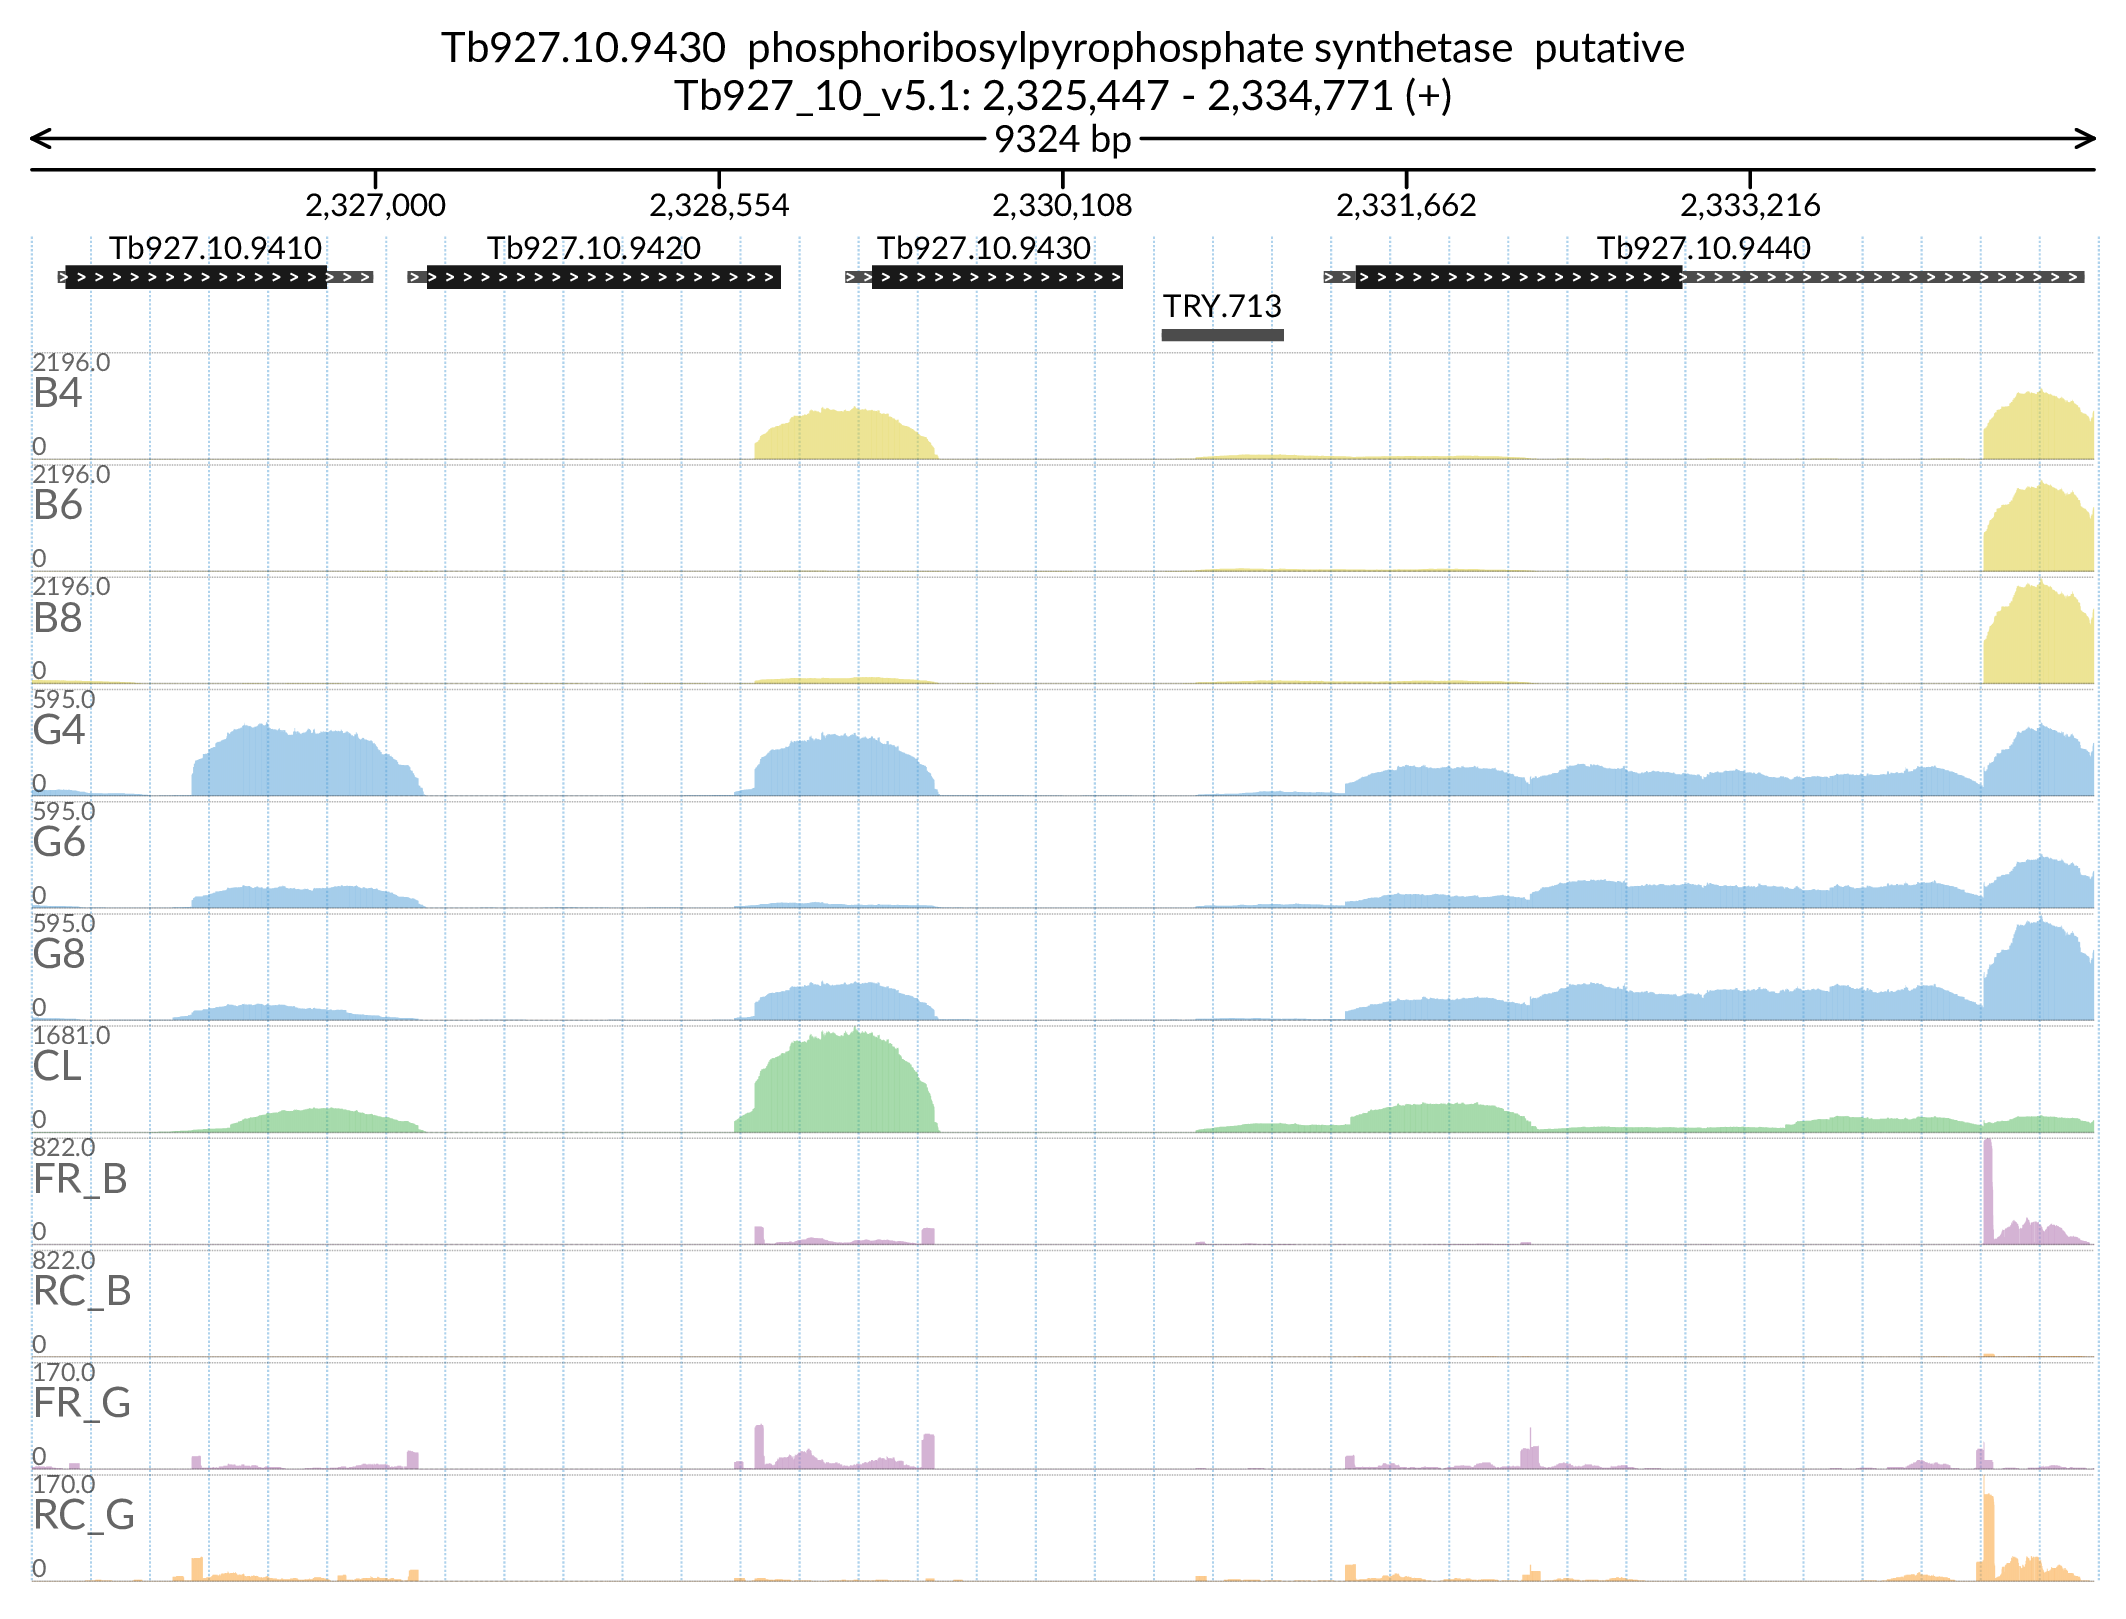 Tb927.10.9430 phosphoribosylpyrophosphate synthetase putative
Tb927_10_v5.1: 2,325,447 - 2,334,771 (+)
9324 bp
2,327,000 2,328,554 2,330,108 2,331,662 2,333,216
Tb927.10.9410 Tb927.10.9420 Tb927.10.9430 Tb927.10.9440
TRY.713
2196.0
B4
0
2196.0
B6
0
2196.0
B8
0
595.0
G4
0
595.0
G6
0
595.0
G8
0
1681.0
CL
0
822.0
FR_B
0
822.0
RC_B
0
170.0
FR_G
0
170.0
RC_G
0